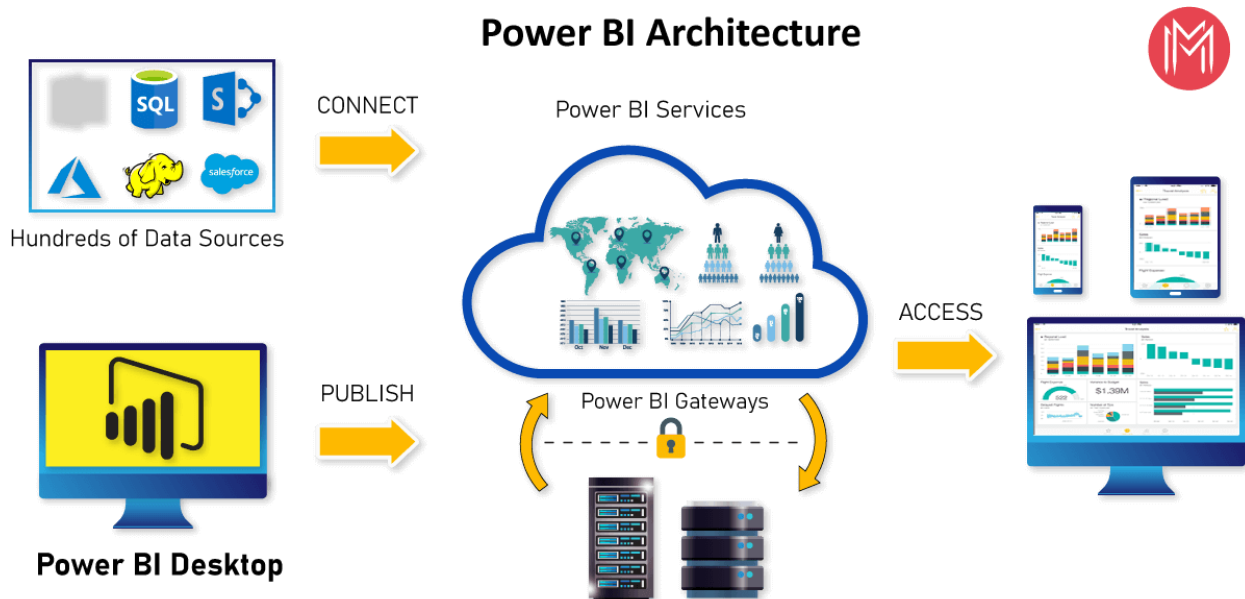 Power BI Architecture
SQL
S
salesforce
Hundreds of Data Sources
CONNECT
Power BI Services
Oct Nov Dec
Power BI Desktop
PUBLISH
Power BI Gateways
ACCESS
$1.39M